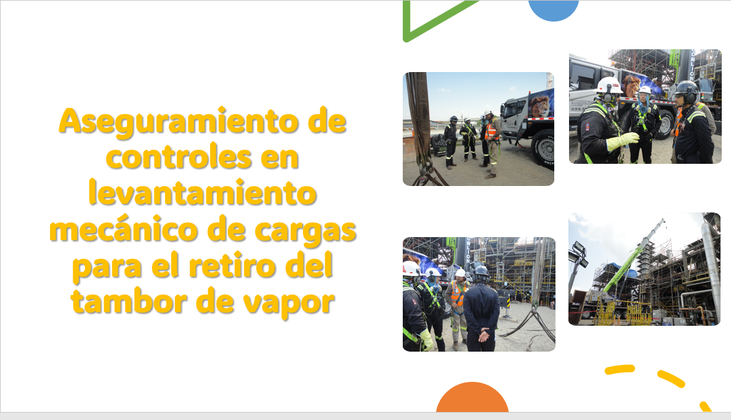 Aseguramiento de
controles en
levantamiento
mecánico de cargas
para el retiro del
tambor de vapor